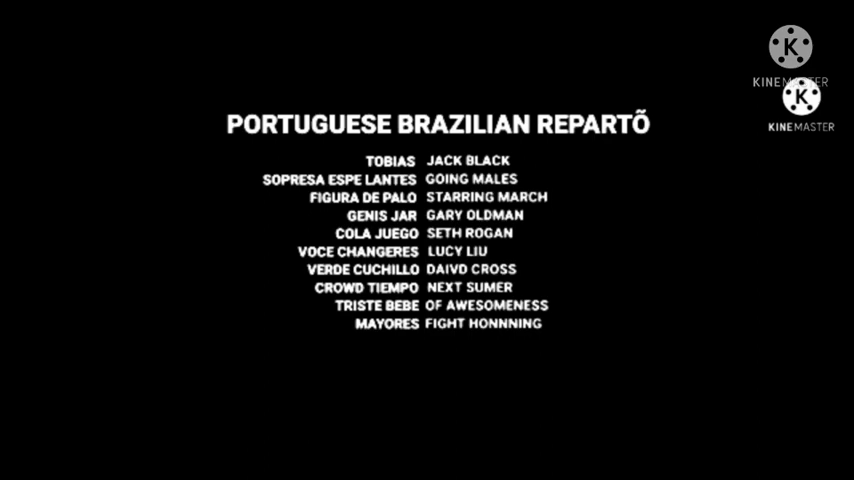 KINEMASTER
KINEMASTER
PORTUGUESE BRAZILIAN REPARTÕ
TOBIAS JACK BLACK
SOPRESA ESPE LANTES GOING MALES
FIGURA DE PALO STARRING MARCH
GENIS JAR GARY OLDMAN
COLA JUEGO SETH ROGAN
VOCE CHANGERES LUCY LIU
VERDE CUCHILLO DAIVD CROSS
CROWD TIEMPO NEXT SUMER
TRISTE BEBE OF AWESOMENESS
MAYORES FIGHT HONNNING